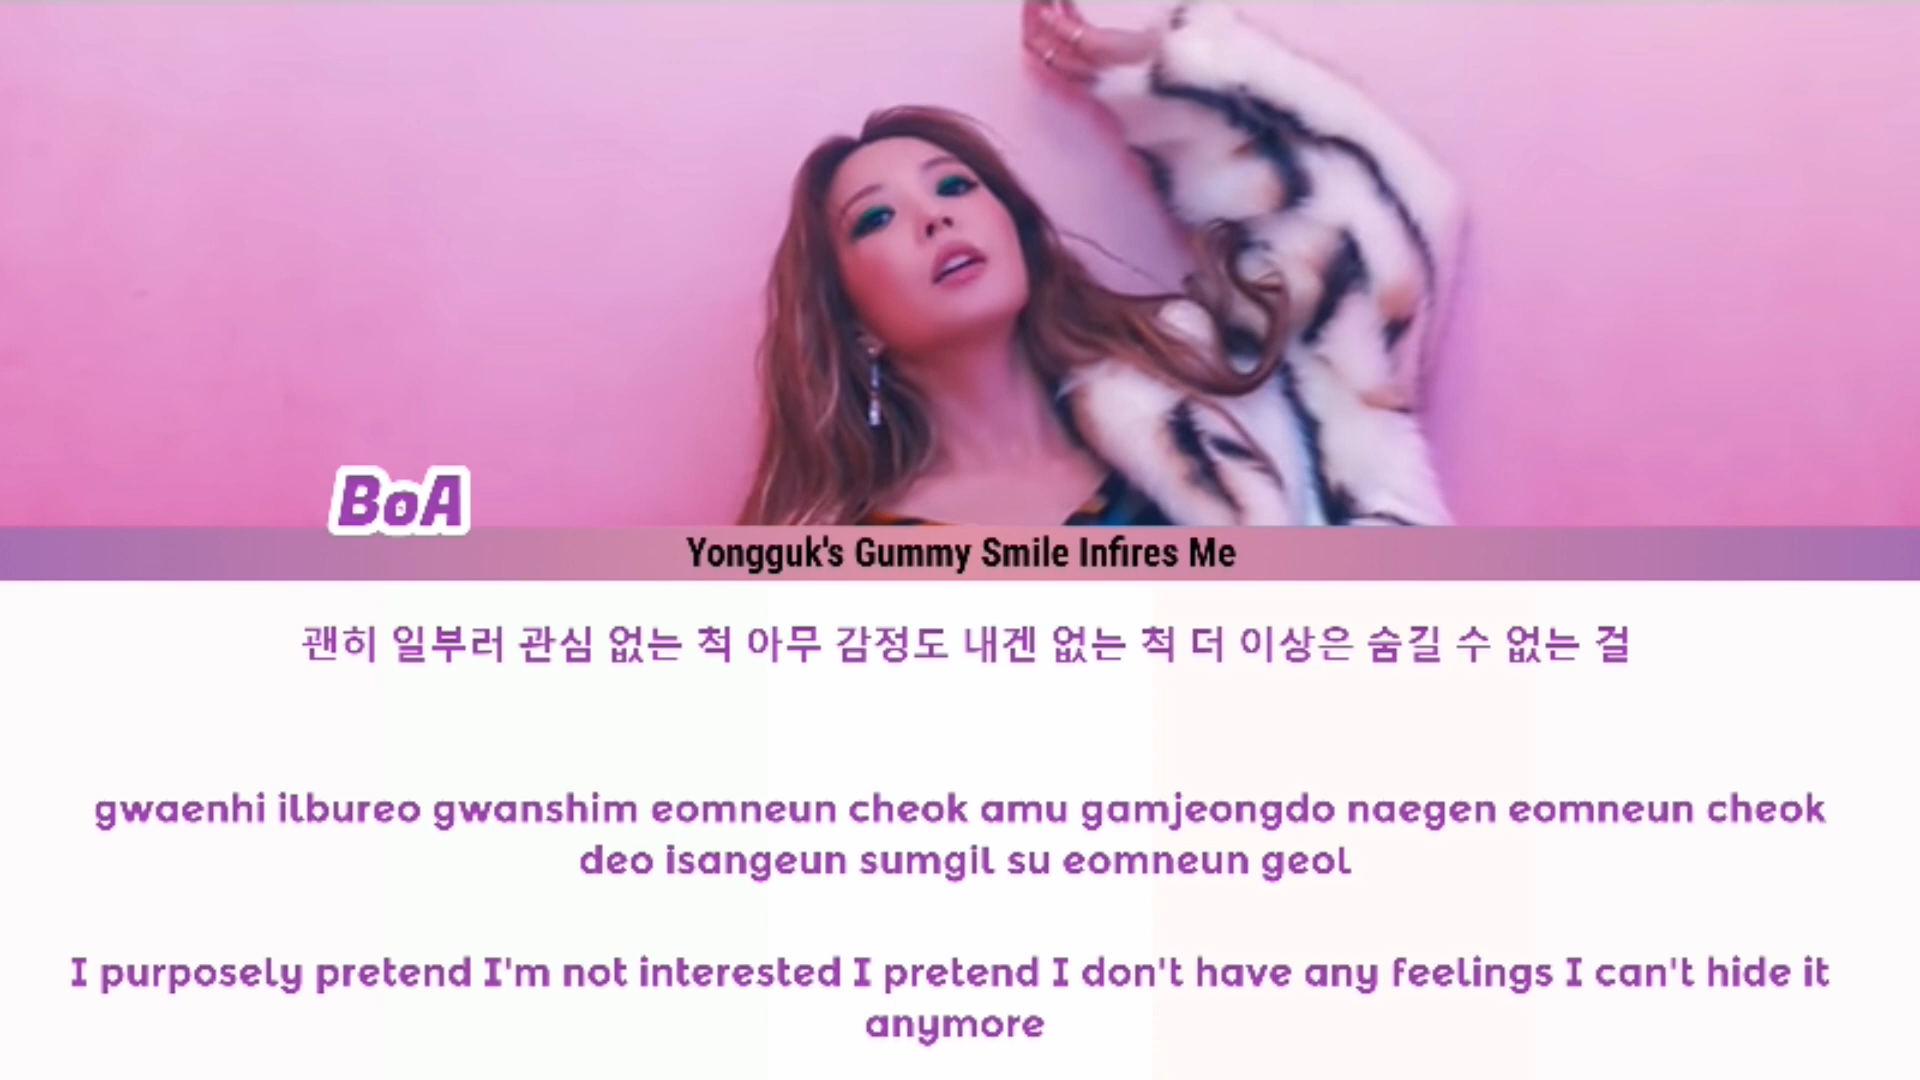 BoA
Yongguk's Gummy Smile Infires Me
괜히 일부러 관심 없는 척 아무 감정도 내겐 없는 척 더 이상은 숨길 수 없는 걸
gwaenhi ilbureo gwanshim eomneun cheok amu gamjeongdo naegen eomneun cheok
deo isangeun sumgil su eomneun geol
I purposely pretend I'm not interested I pretend I don't have any feelings I can't hide it
anymore